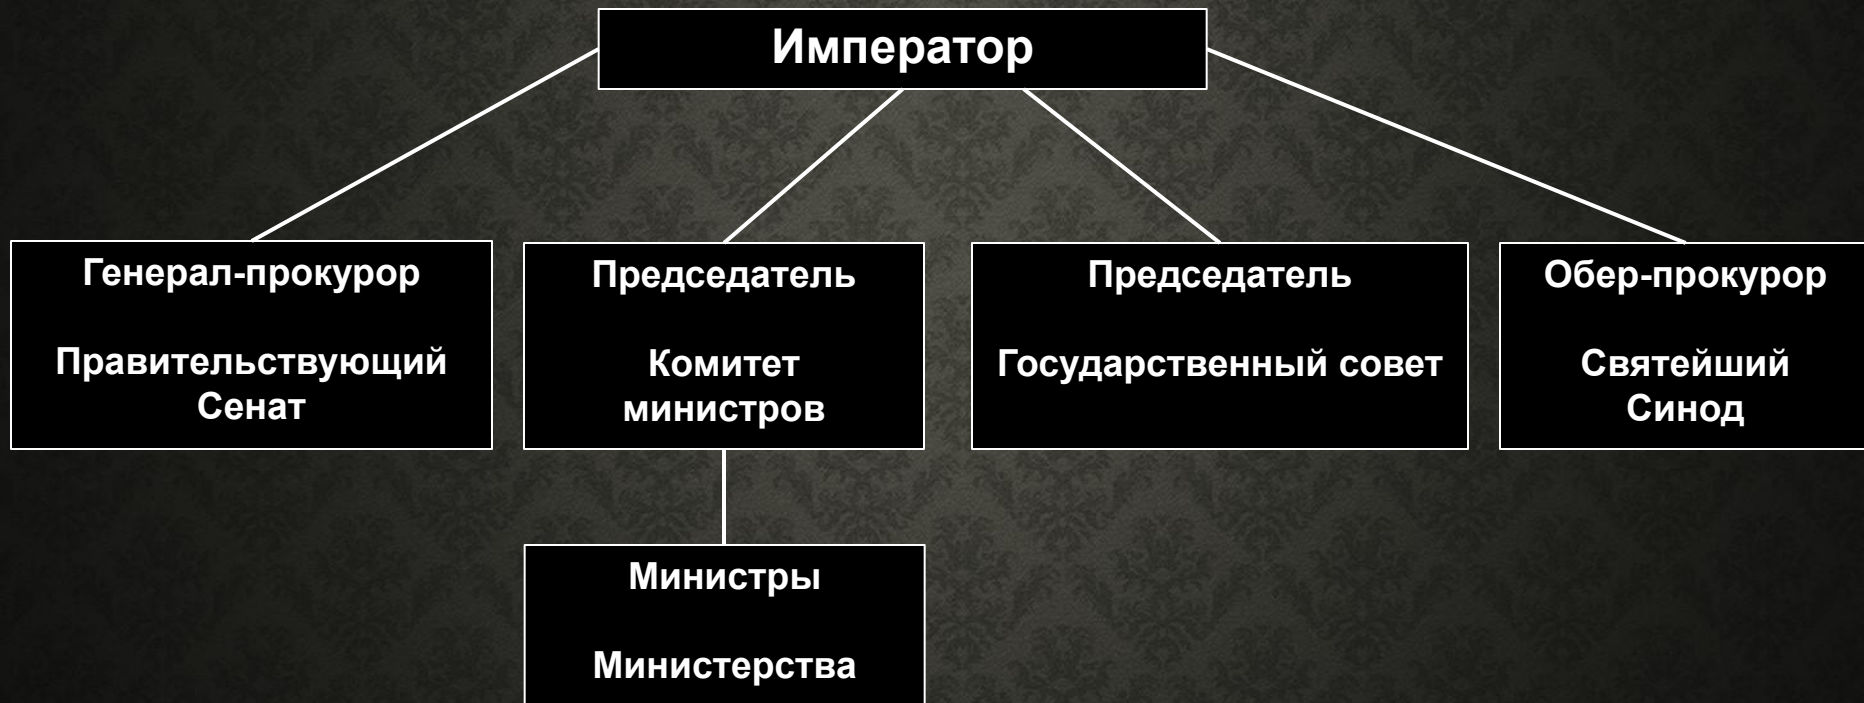 Император
Генерал-прокурор
Правительствующий
Сенат
Председатель
Комитет
министров
Председатель
Государственный совет
Обер-прокурор
Святейший
Синод
Министры
Министерства